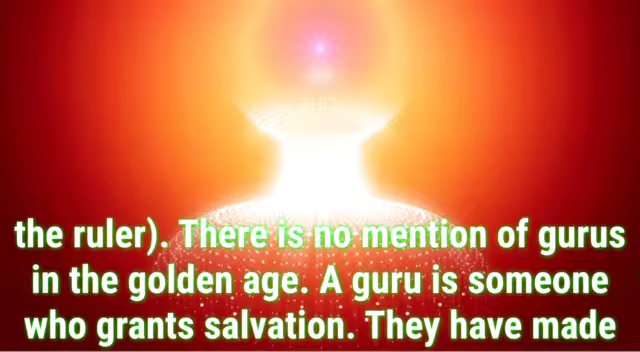 the ruler). There is no mention of gurus
in the golden age. A guru is someone
who grants salvation. They have made